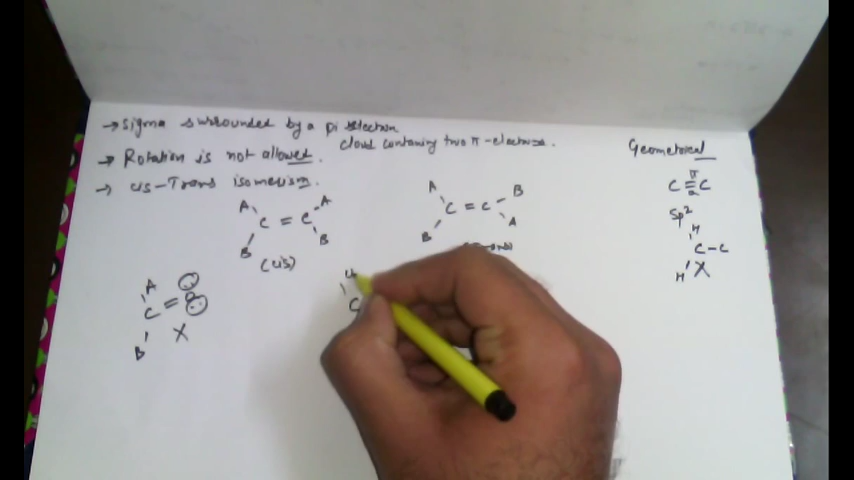 → Sigma surrounded by a pi electron
cloud containing two π-electrons.
→ Rotation is not allowed.
→ cis-Trans isomerism.
A A
C = C
B B
(cis)
A B
C = C
B A
A
C = O
B
X
C
Geometrical
π
C = C
σ
Sp²
H
C - C
H X